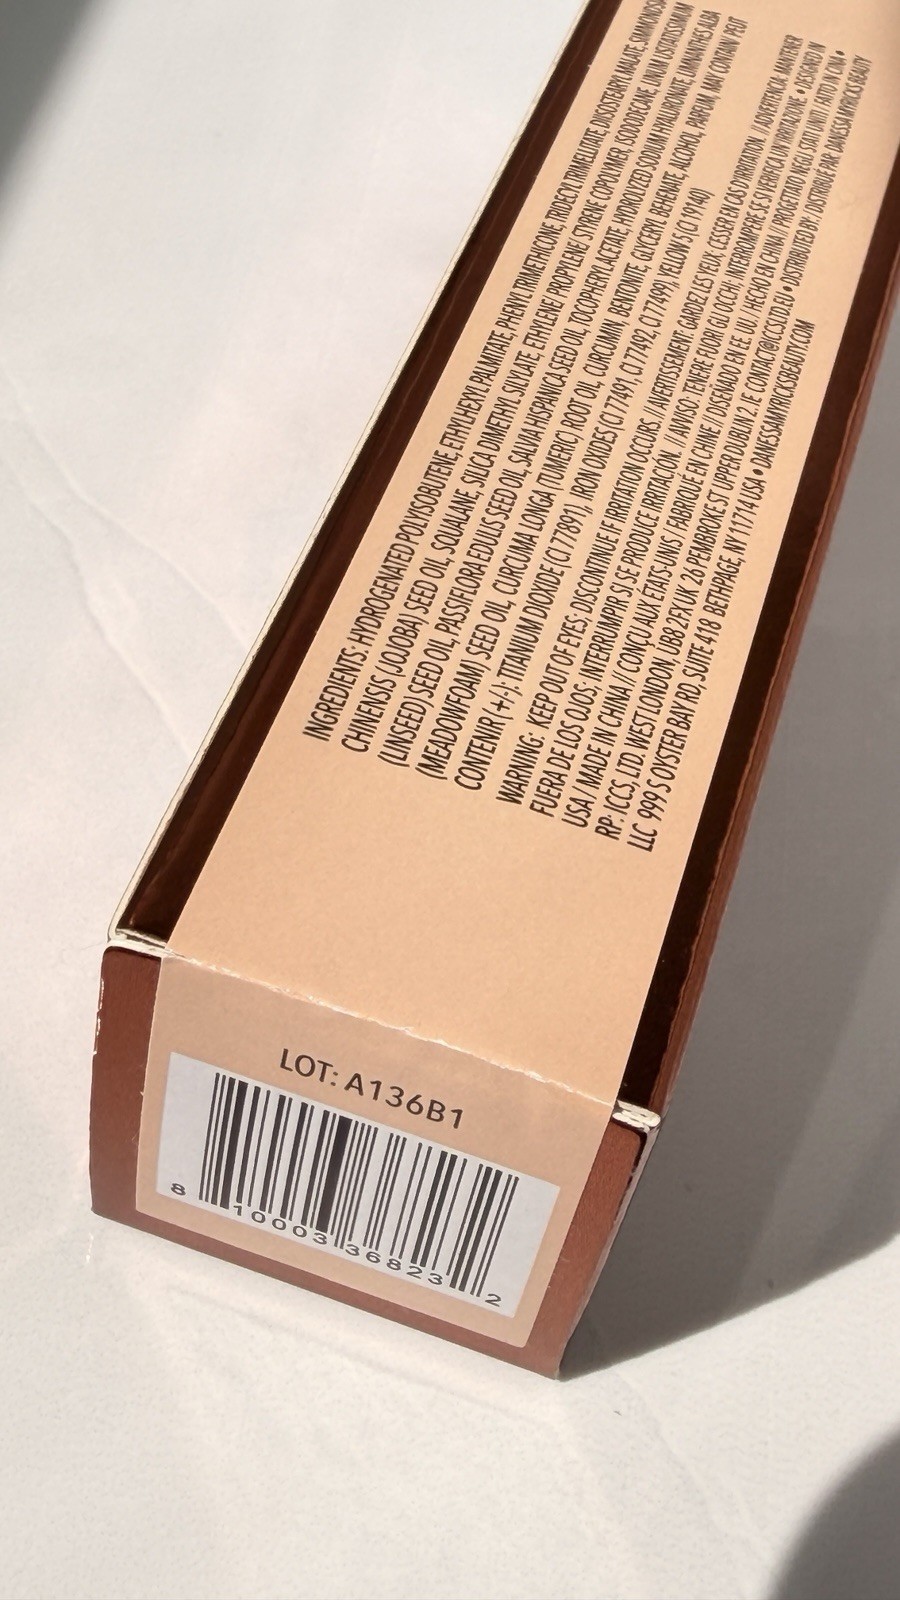 INGREDIENTS: HYDROGENATED POLYISOBUTENE, ETHYLHEXYL PALMITATE, PHENYL TRIMETHICONE, TRIDECYL TRIMELLITATE, DIISOSTEARYL MALATE, SIMMONDSIA
CHINENSIS (JOJOBA) SEED OIL, SQUALANE, SILICA DIMETHYL SILYLATE, ETHYLENE/ PROPYLENE/ STYRENE COPOLYMER, ISODODECANE, LINUM USITATISSIMUM
(LINSEED) SEED OIL, PASSIFLORA EDULIS SEED OIL, SALVIA HISPANICA SEED OIL, TOCOPHERYL ACETATE, HYDROLYZED SODIUM HYALURONATE, LIMNANTHES ALBA
(MEADOWFOAM) SEED OIL, CURCUMA LONGA (TUMERIC) ROOT OIL, CURCUMIN, BENTONITE, GLYCERYL BEHENATE, ALCOHOL, PARFUM, MAY CONTAIN/ PEUT
CONTENIR (+/-): TITANIUM DIOXIDE (CI 77891), IRON OXIDES (CI 77491, CI 77492, CI 77499), YELLOW 5 (CI 19140)
WARNING: KEEP OUT OF EYES; DISCONTINUE IF IRRITATION OCCURS. // AVERTISSEMENT: GARDEZ LES YEUX; CESSER EN CAS D'IRRITATION. // ADVERTENCIA: MANTENER
FUERA DE LOS OJOS; INTERRUMPIR SI SE PRODUCE IRRITACIÓN. // AVVISO: TENERE FUORI GLI OCCHI; INTERROMPERE SE SI VERIFICA IRRITAZIONE. • DESIGNED IN
USA / MADE IN CHINA // CONÇU AUX ÉTATS-UNIS / FABRIQUÉ EN CHINE / DISEÑADO EN EE. UU. / HECHO EN CHINA / PROGETTATO NEGLI STATI UNITI / FATTO IN CINA •
RP: ICCS, LTD. WEST LONDON, UB8 2FX UK 26 PEMBROKE ST UPPER DUBLIN 2. IE CONTACT@ICCSLTD.EU • DISTRIBUTED BY: DISTRIBUÉ PAR: DANESSA MYRICKS BEAUTY
LLC 999 S OYSTER BAY RD, SUITE 418 BETHPAGE, NY 11714 USA • DANESSAMYRICKSBEAUTY.COM
LOT: A136B1
8 10003 36823 2